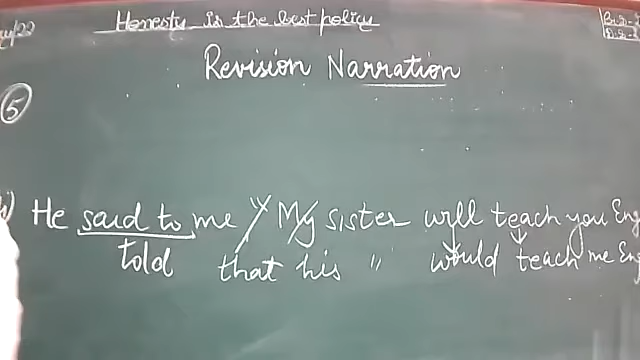 Honesty is the best policy
Revision Narration
5
He said to me " My sister will teach you Eng
told that his " would teach me Eng